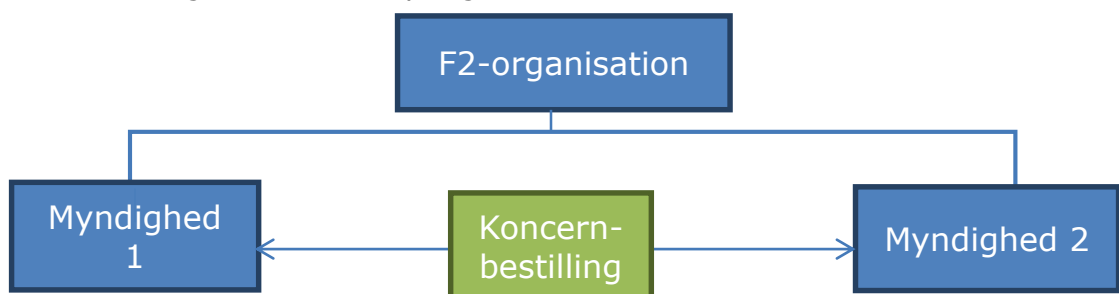 F2-organisation
Myndighed
1
Koncern-
bestilling
Myndighed 2